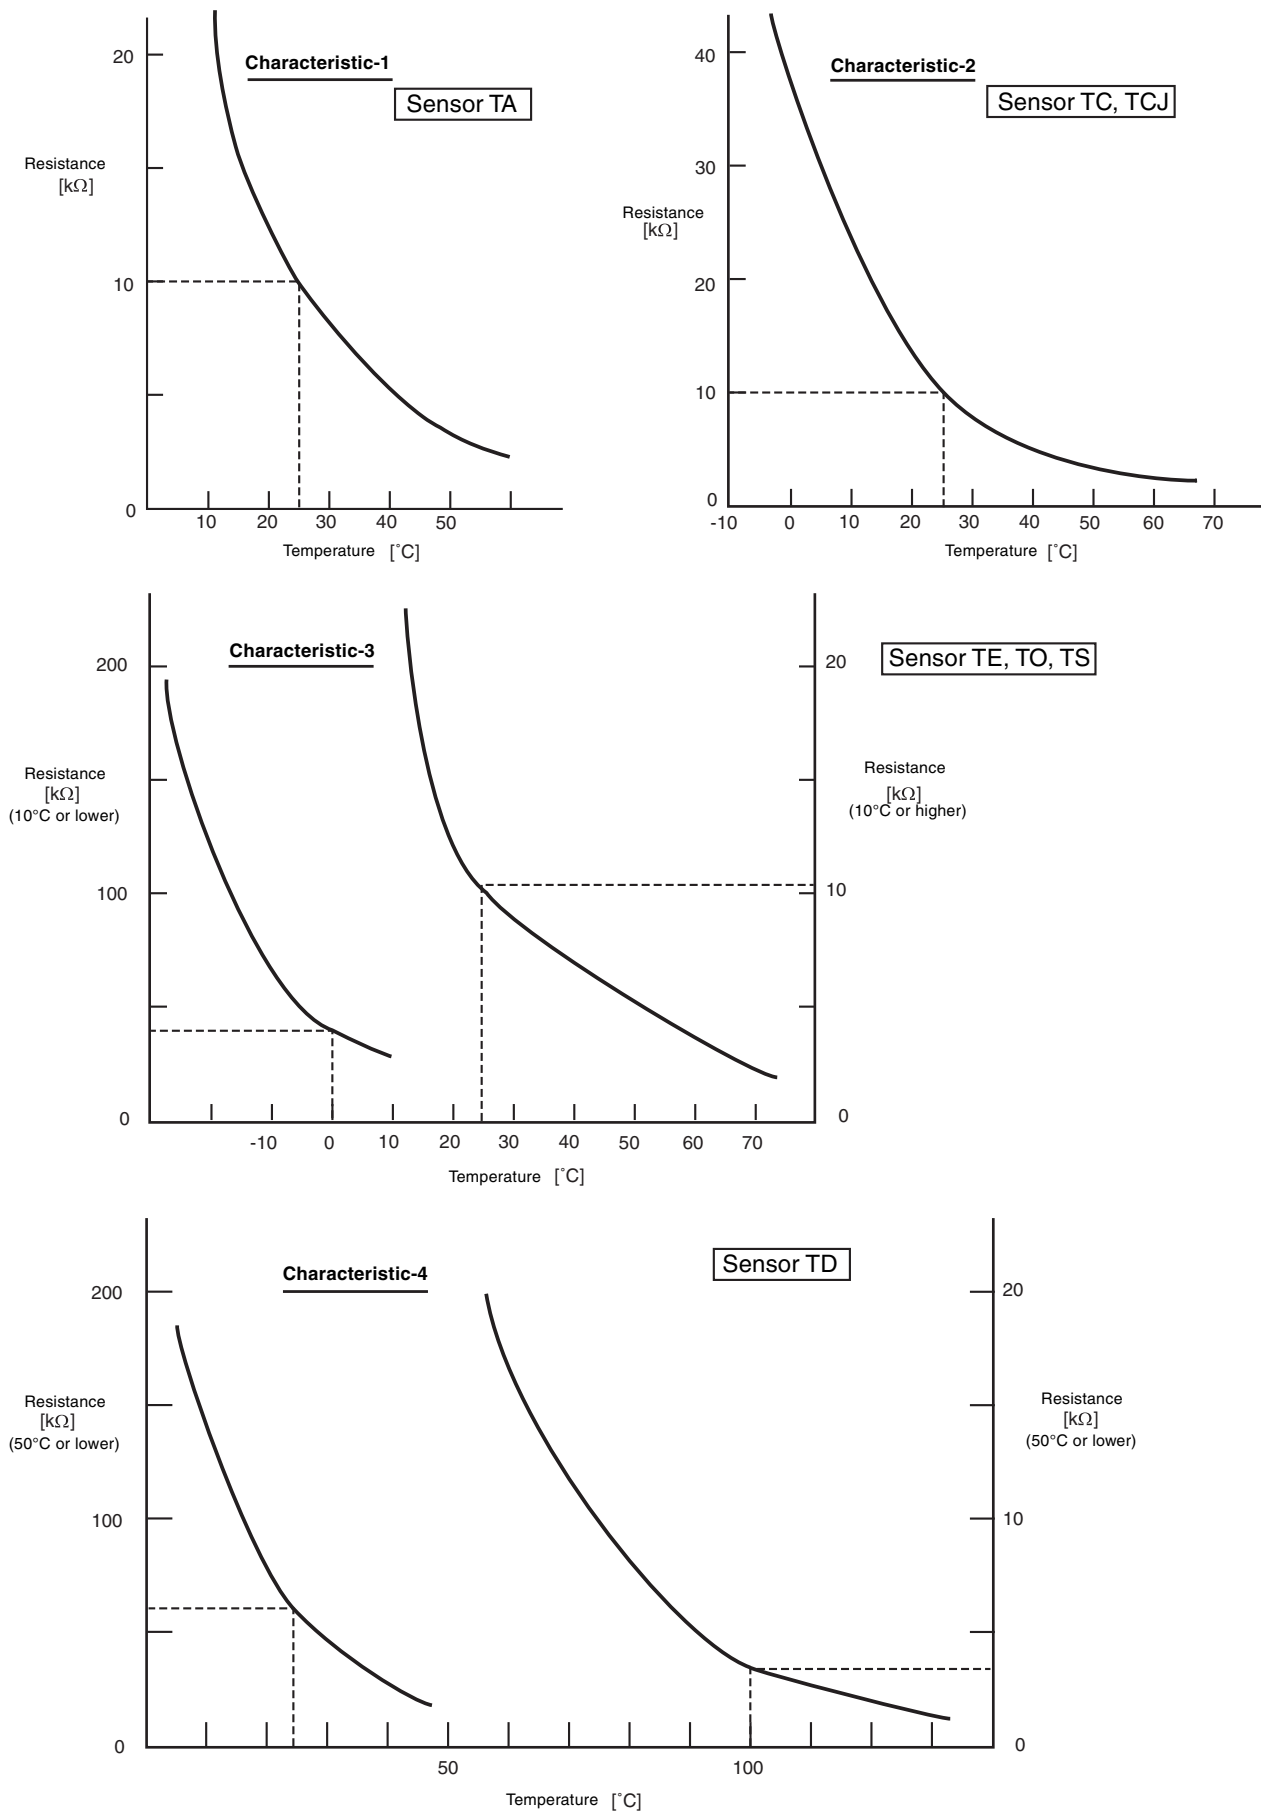 Characteristic-1
Sensor TA
20
Resistance
[kΩ]
10
0
10 20 30 40 50
Temperature [˚C]
Characteristic-2
Sensor TC, TCJ
40
30
Resistance
[kΩ]
20
10
0
-10 0 10 20 30 40 50 60 70
Temperature [˚C]
Characteristic-3
Sensor TE, TO, TS
200
Resistance
[kΩ]
(10°C or lower)
100
0
20
Resistance
[kΩ]
(10°C or higher)
10
0
-10 0 10 20 30 40 50 60 70
Temperature [˚C]
Characteristic-4
Sensor TD
200
Resistance
[kΩ]
(50°C or lower)
100
0
20
Resistance
[kΩ]
(50°C or lower)
10
0
50 100
Temperature [˚C]